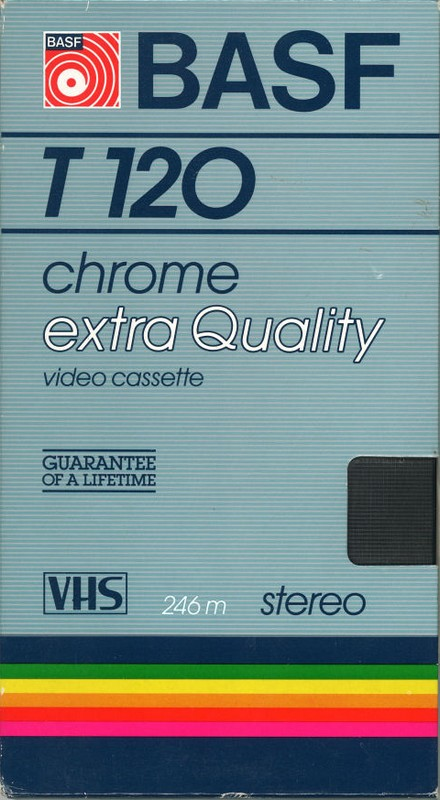 BASF
BASF
T 120
chrome
extra Quality
video cassette
GUARANTEE
OF A LIFETIME
VHS
246 m
stereo